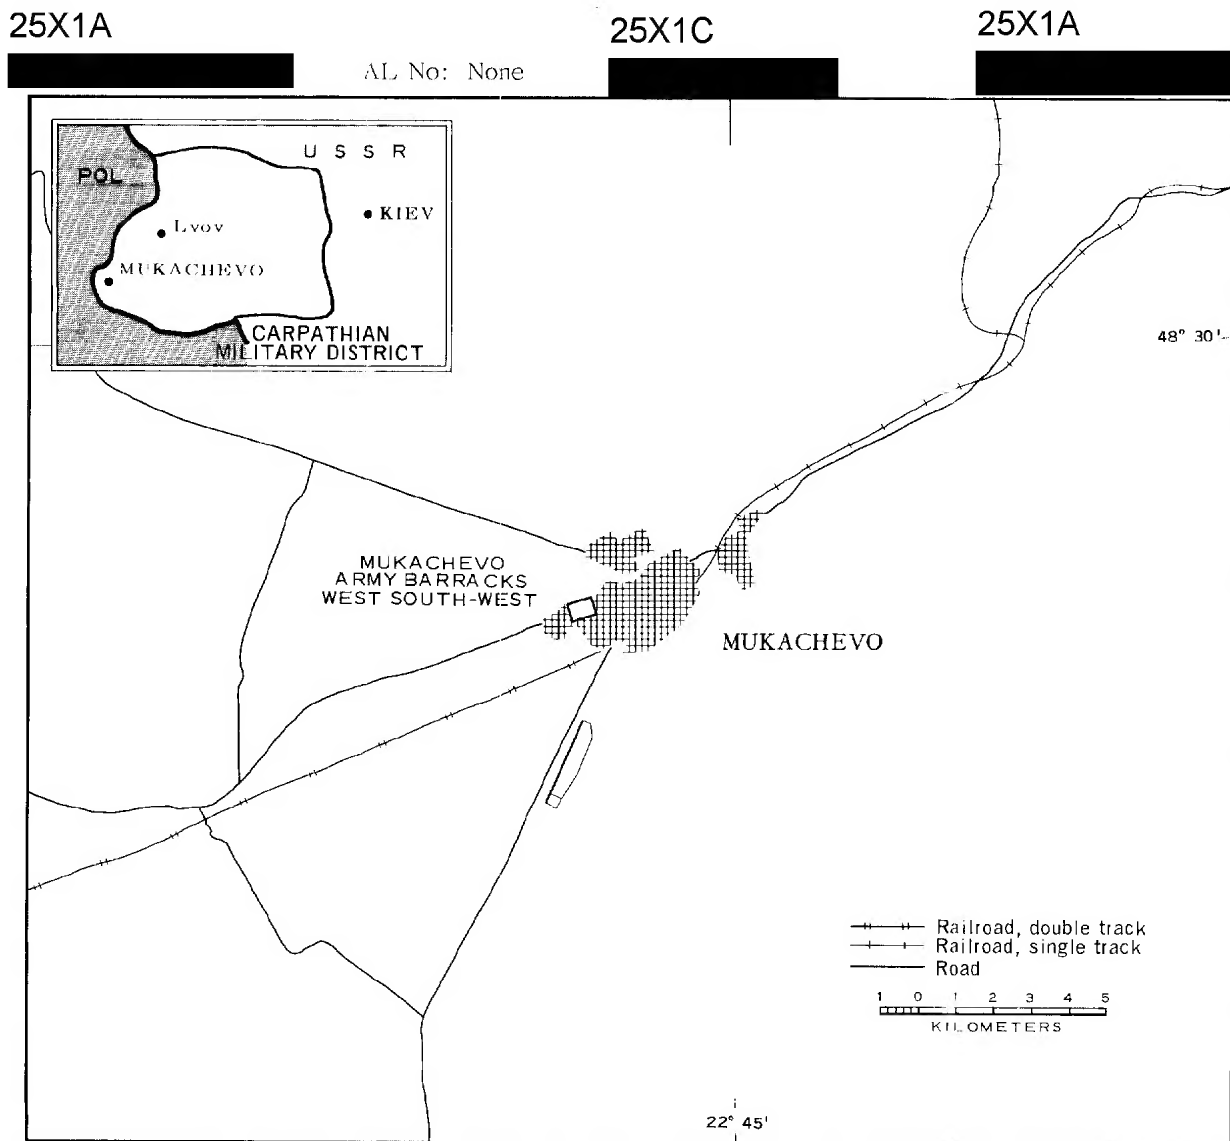 25X1A
25X1C
25X1A
AL No: None
U S S R
POL
KIEV
Lvov
MUKACHEVO
CARPATHIAN
MILITARY DISTRICT
48° 30'
MUKACHEVO
ARMY BARRACKS
WEST SOUTH-WEST
MUKACHEVO
Railroad, double track
Railroad, single track
Road
1 0 1 2 3 4 5
KILOMETERS
22° 45'